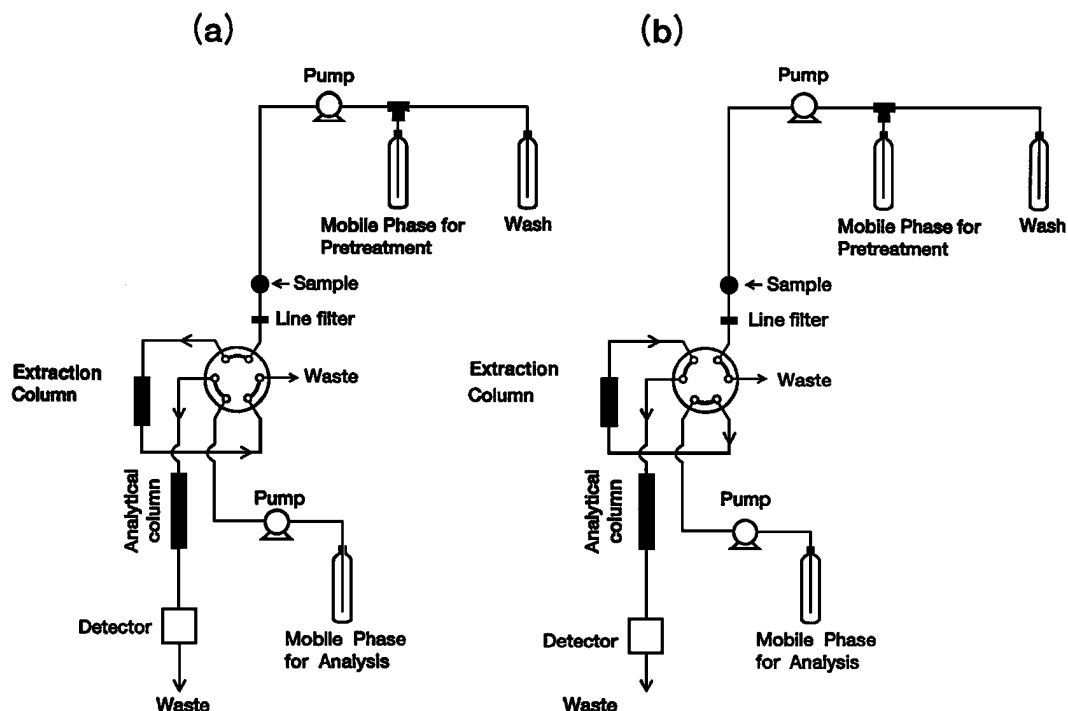 (a)
Pump
Mobile Phase for
Pretreatment
Wash
Sample
Line filter
Extraction
Column
Waste
Analytical
column
Pump
Detector
Mobile Phase
for Analysis
Waste
(b)
Pump
Mobile Phase for
Pretreatment
Wash
Sample
Line filter
Extraction
Column
Waste
Analytical
column
Pump
Detector
Mobile Phase
for Analysis
Waste